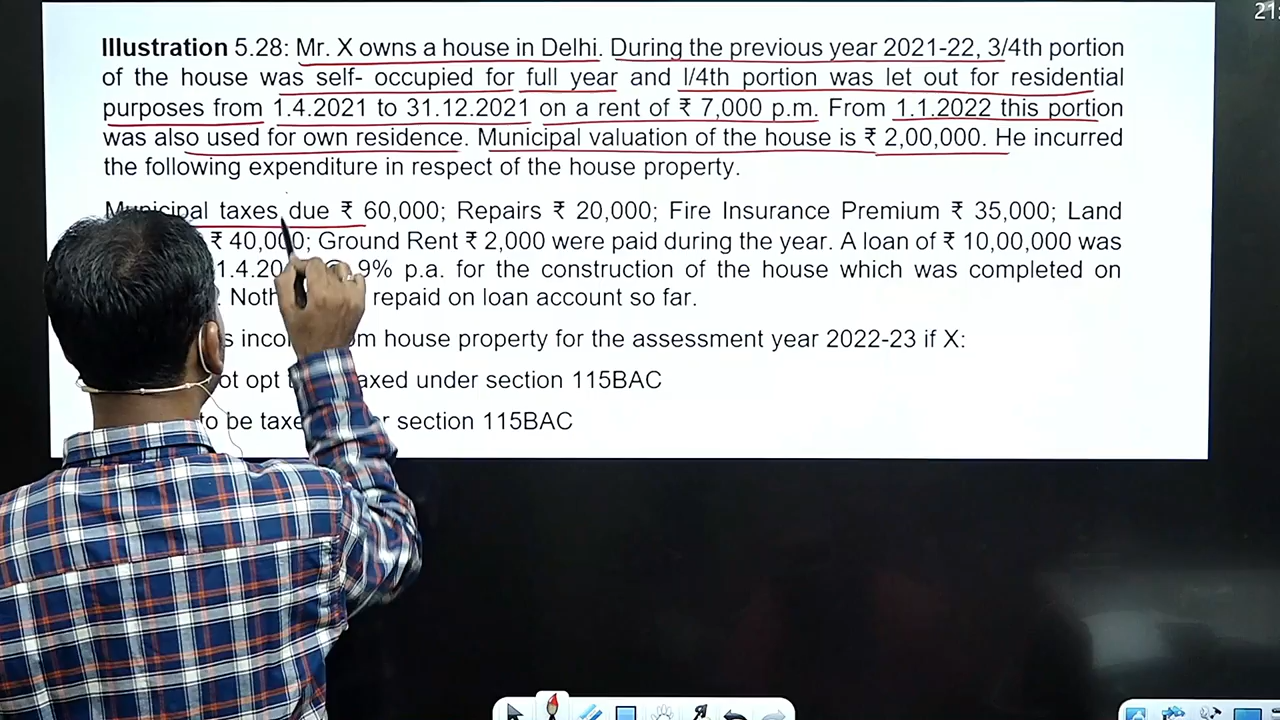 21:
Illustration 5.28: Mr. X owns a house in Delhi. During the previous year 2021-22, 3/4th portion
of the house was self- occupied for full year and I/4th portion was let out for residential
purposes from 1.4.2021 to 31.12.2021 on a rent of ₹ 7,000 p.m. From 1.1.2022 this portion
was also used for own residence. Municipal valuation of the house is ₹ 2,00,000. He incurred
the following expenditure in respect of the house property.
Municipal taxes due ₹ 60,000; Repairs ₹ 20,000; Fire Insurance Premium ₹ 35,000; Land
₹ 40,000; Ground Rent ₹ 2,000 were paid during the year. A loan of ₹ 10,00,000 was
9% p.a. for the construction of the house which was completed on
repaid on loan account so far.
house property for the assessment year 2022-23 if X:
opt taxed under section 115BAC
to be section 115BAC